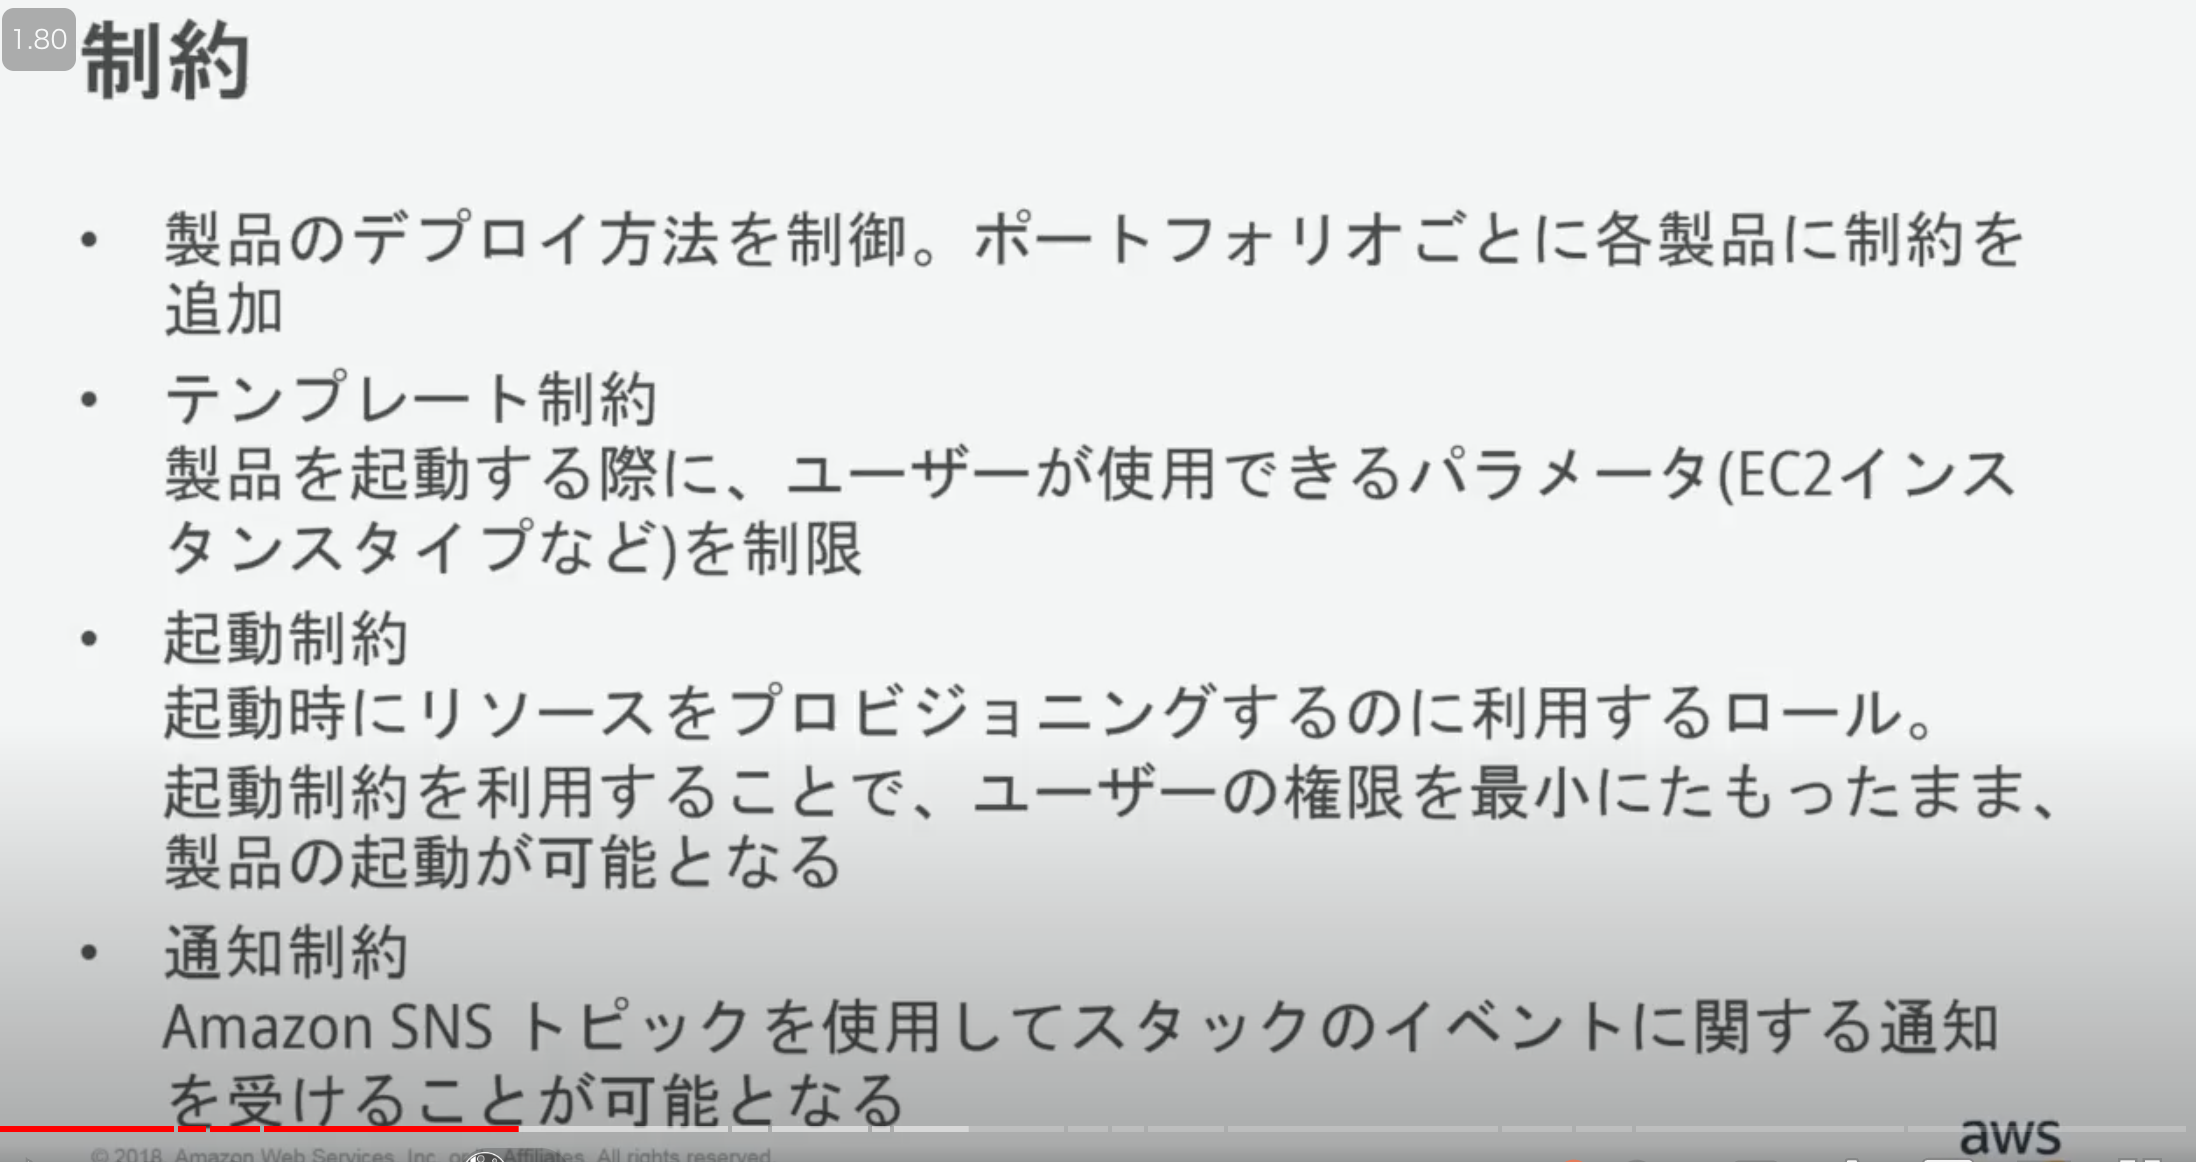 1.80
制約
• 製品のデプロイ方法を制御。ポートフォリオごとに各製品に制約を
追加
• テンプレート制約
製品を起動する際に、ユーザーが使用できるパラメータ(EC2インス
タンスタイプなど)を制限
• 起動制約
起動時にリソースをプロビジョニングするのに利用するロール。
起動制約を利用することで、ユーザーの権限を最小にたもったまま、
製品の起動が可能となる
• 通知制約
Amazon SNS トピックを使用してスタックのイベントに関する通知
を受けることが可能となる
aws
© 2018, Amazon Web Services, Inc. or Affiliates. All rights reserved